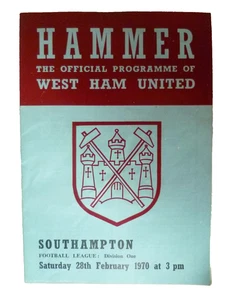 HAMMER
THE OFFICIAL PROGRAMME OF
WEST HAM UNITED
SOUTHAMPTON
FOOTBALL LEAGUE : Division One
Saturday 28th February 1970 at 3 pm